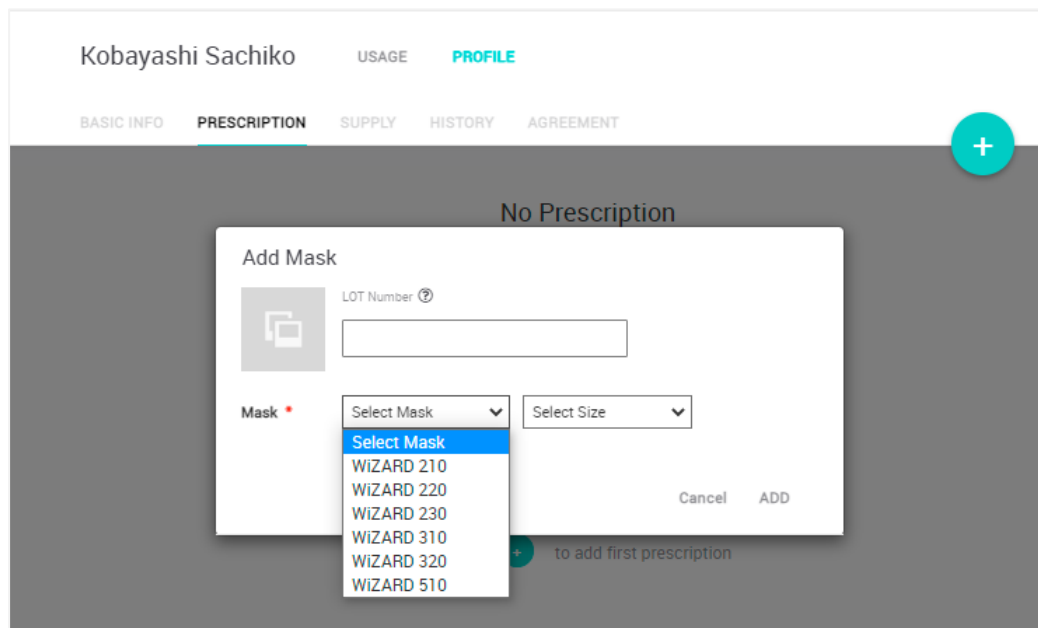 Kobayashi Sachiko USAGE PROFILE
BASIC INFO PRESCRIPTION SUPPLY HISTORY AGREEMENT
+
No Prescription
Add Mask
LOT Number ?
Mask * Select Mask Select Size
Select Mask
WiZARD 210
WiZARD 220
WiZARD 230
WiZARD 310
WiZARD 320
WiZARD 510
Cancel ADD
+ to add first prescription